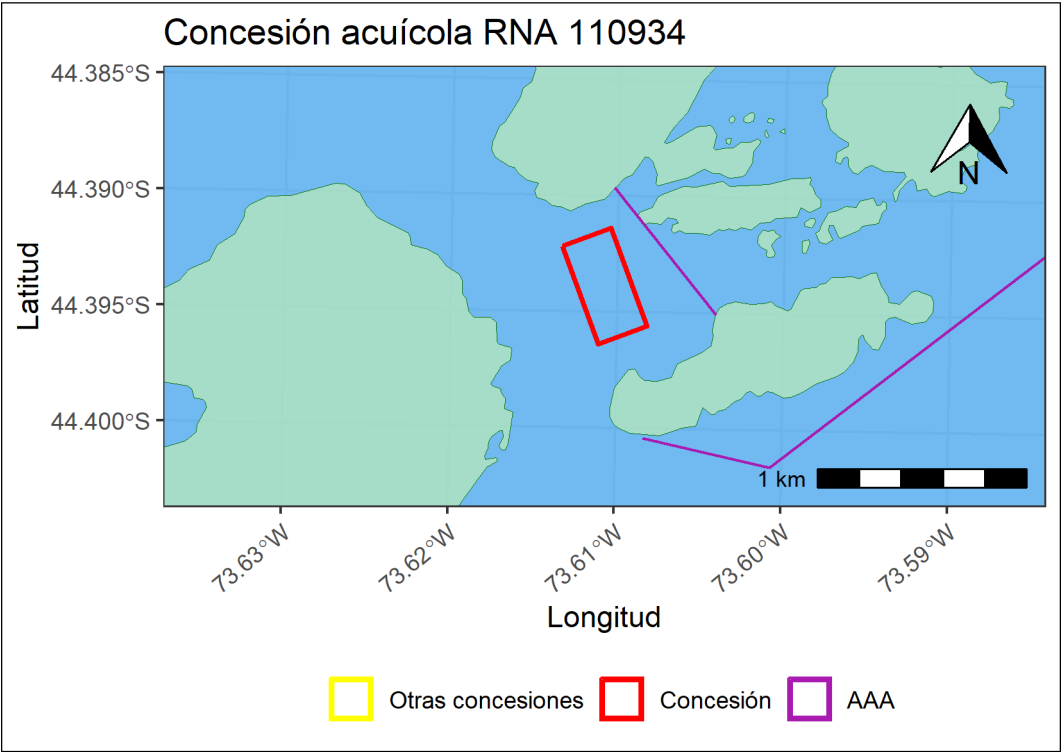 Concesión acuícola RNA 110934
44.385°S
44.390°S
44.395°S
44.400°S
Latitud
N
1 km
73.63°W
73.62°W
73.61°W
73.60°W
73.59°W
Longitud
Otras concesiones
Concesión
AAA